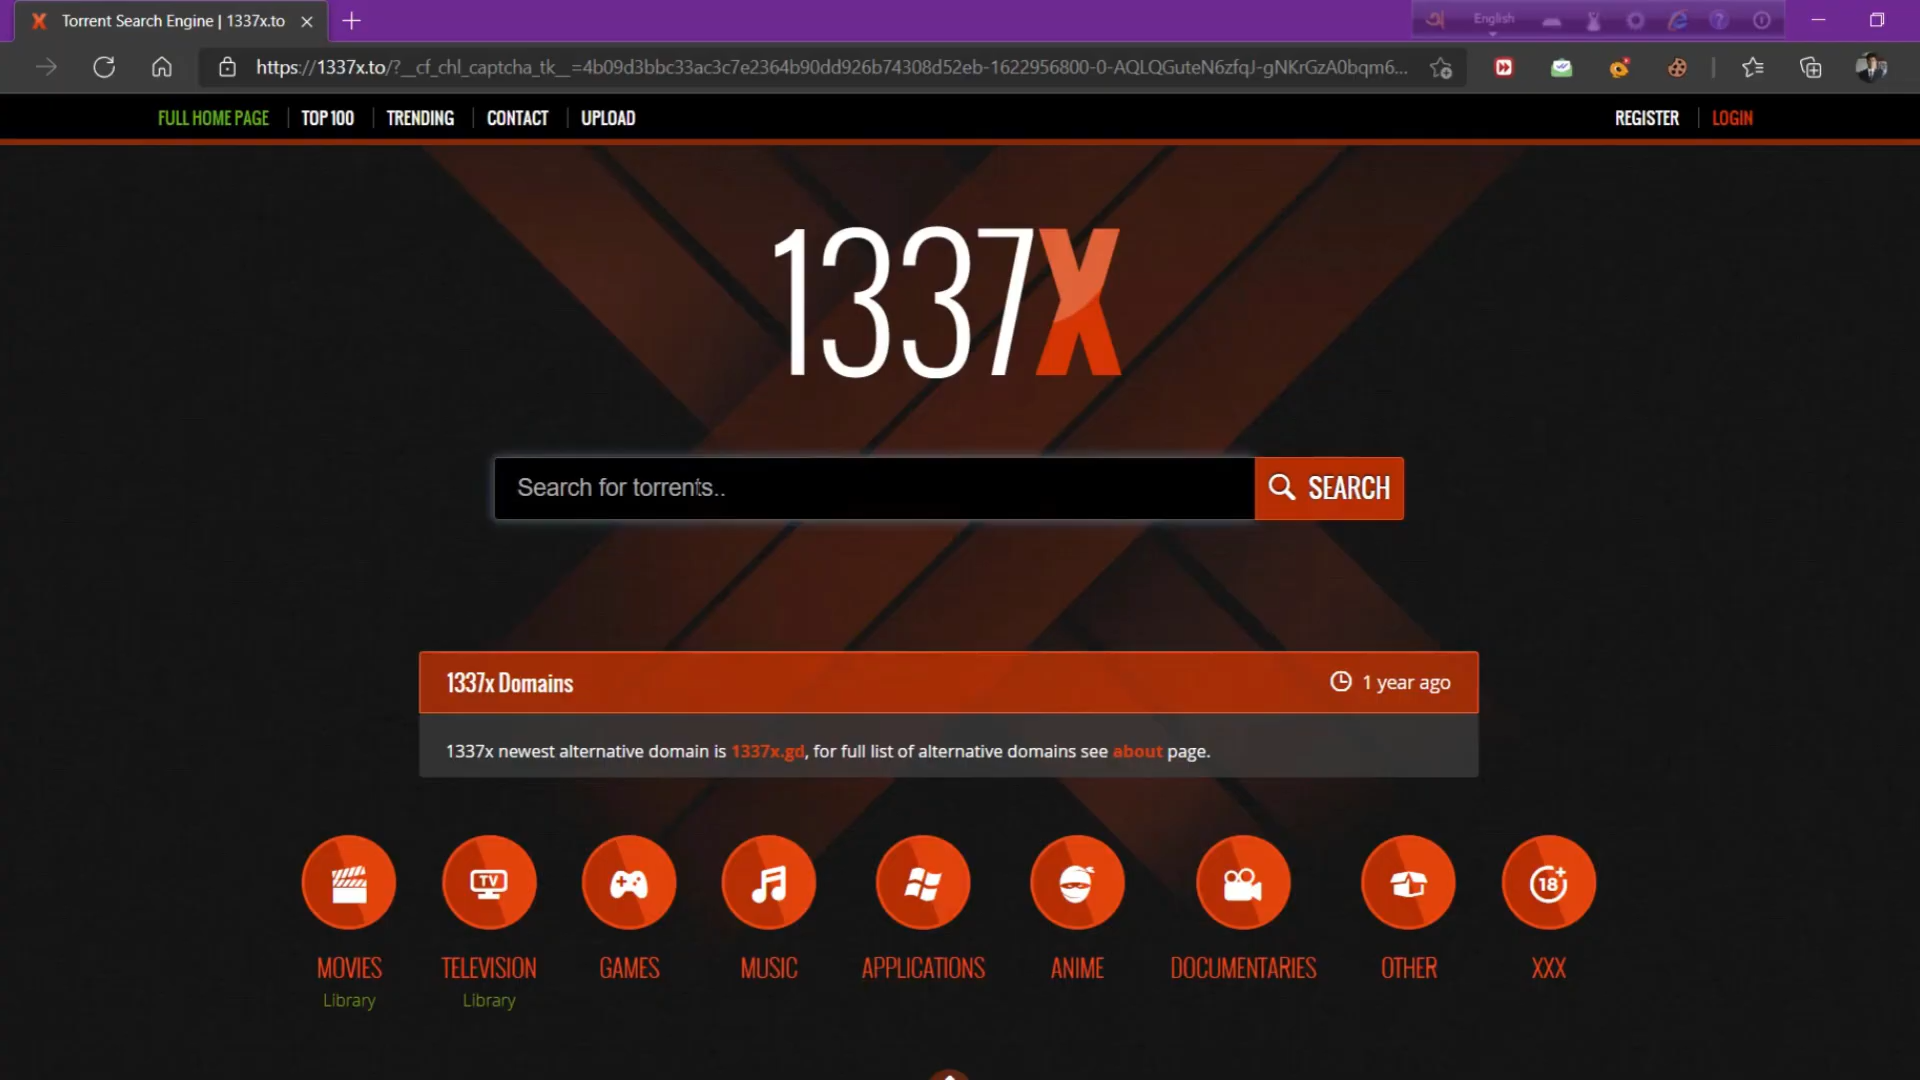 Torrent Search Engine | 1337x.to
English
https://1337x.to/?__cf_chl_captcha_tk__=4b09d3bbc33ac3c7e2364b90dd926b74308d52eb-1622956800-0-AQLQGuteN6zfqJ-gNKrGzA0bqm6...
FULL HOME PAGE TOP 100 TRENDING CONTACT UPLOAD REGISTER LOGIN
1337X
Search for torrents.. SEARCH
1337x Domains 1 year ago
1337x newest alternative domain is 1337x.gd, for full list of alternative domains see about page.
TV 18+
MOVIES TELEVISION GAMES MUSIC APPLICATIONS ANIME DOCUMENTARIES OTHER XXX
Library Library